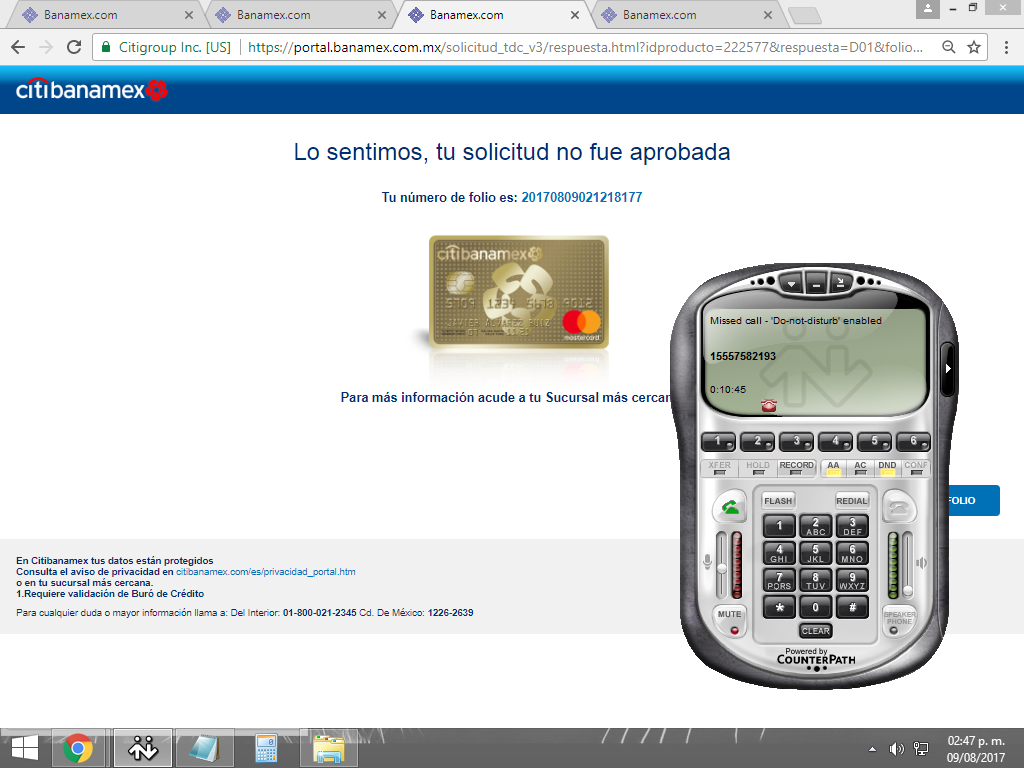 Banamex.com
Banamex.com
Banamex.com
Banamex.com
Citigroup Inc. [US]
https://portal.banamex.com.mx/solicitud_tdc_v3/respuesta.html?idproducto=222577&respuesta=D01&folio...
citibanamex
Lo sentimos, tu solicitud no fue aprobada
Tu número de folio es: 20170809021218177
citibanamex
5709 1234 5678 9012
mastercard
Para más información acude a tu Sucursal más cercan
FOLIO
En Citibanamex tus datos están protegidos
Consulta el aviso de privacidad en citibanamex.com/es/privacidad_portal.htm
o en tu sucursal más cercana.
1.Requiere validación de Buró de Crédito
Para cualquier duda o mayor información llama a: Del Interior: 01-800-021-2345 Cd. De México: 1226-2639
Missed call - 'Do-not-disturb' enabled
15557582193
0:10:45
1 2 3 4 5 6
XFER HOLD RECORD AA AC DND CONF
FLASH REDIAL
1 2 ABC 3 DEF
4 GHI 5 JKL 6 MNO
7 PQRS 8 TUV 9 WXYZ
* 0 #
MUTE
SPEAKER PHONE
CLEAR
Powered by
COUNTERPATH
02:47 p. m.
09/08/2017